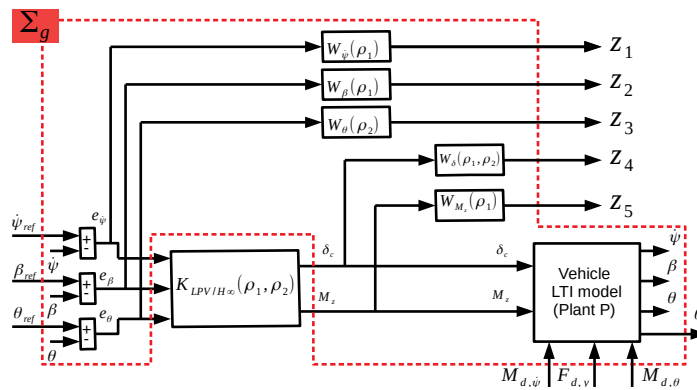 Σg
Wψ̇(ρ1)
Z1
Wβ(ρ1)
Z2
Wθ(ρ2)
Z3
Wδ(ρ1,ρ2)
Z4
WMz(ρ1)
Z5
ψ̇ref
+
-
eψ̇
ψ̇
βref
+
-
eβ
β
θref
+
-
eθ
θ
KLPV/H∞(ρ1,ρ2)
δc
Mz
δc
Mz
Vehicle
LTI model
(Plant P)
ψ̇
β
θ
Md,ψ̇
Fd,y
Md,θ